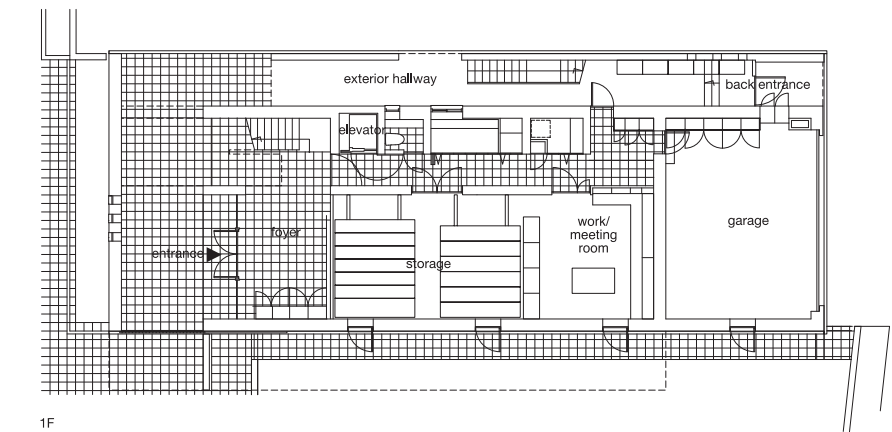 exterior hallway
back entrance
elevator
foyer
entrance
storage
work/
meeting
room
garage
1F